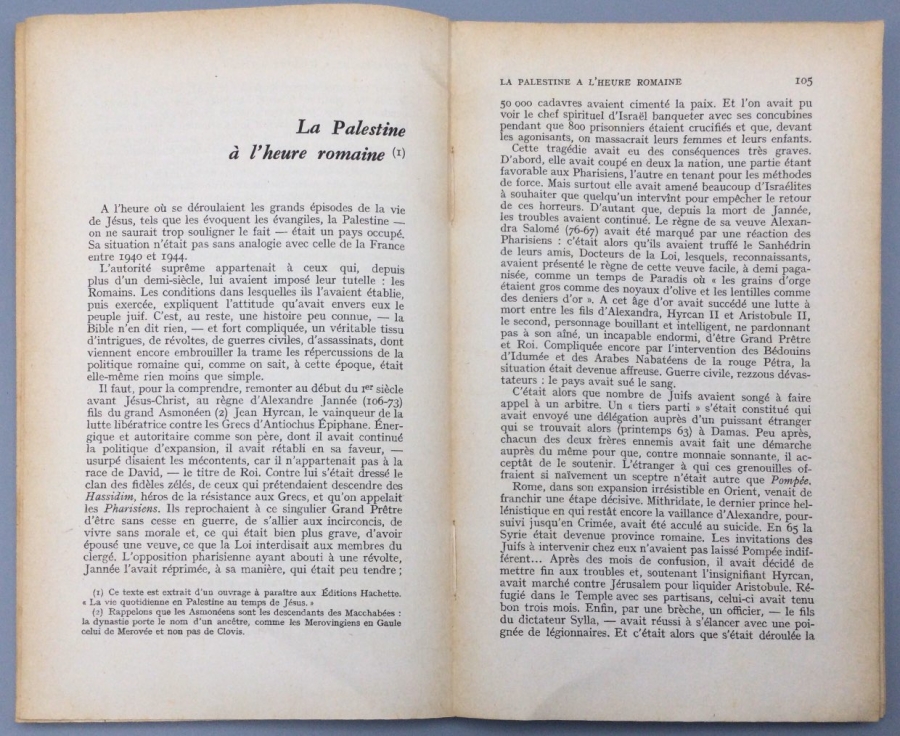 La Palestine
à l'heure romaine (1)
A l'heure où se déroulaient les grands épisodes de la vie
de Jésus, tels que les évoquent les évangiles, la Palestine —
on ne saurait trop souligner le fait — était un pays occupé.
Sa situation n'était pas sans analogie avec celle de la France
entre 1940 et 1944.
L'autorité suprême appartenait à ceux qui, depuis
plus d'un demi-siècle, lui avaient imposé leur tutelle : les
Romains. Les conditions dans lesquelles ils l'avaient établie,
puis exercée, expliquent l'attitude qu'avait envers eux le
peuple juif. C'est, au reste, une histoire peu connue, — la
Bible n'en dit rien, — et fort compliquée, un véritable tissu
d'intrigues, de révoltes, de guerres civiles, d'assassinats, dont
viennent encore embrouiller la trame les répercussions de la
politique romaine qui, comme on sait, à cette époque, était
elle-même rien moins que simple.
Il faut, pour la comprendre, remonter au début du Ier siècle
avant Jésus-Christ, au règne d'Alexandre Jannée (106-73)
fils du grand Asmonéen (2) Jean Hyrcan, le vainqueur de la
lutte libératrice contre les Grecs d'Antiochus Épiphane. Éner-
gique et autoritaire comme son père, dont il avait continué
la politique d'expansion, il avait rétabli en sa faveur, —
usurpé disaient les mécontents, car il n'appartenait pas à la
race de David, — le titre de Roi. Contre lui s'était dressé le
clan des fidèles zélés, de ceux qui prétendaient descendre des
Hassidim, héros de la résistance aux Grecs, et qu'on appelait
les Pharisiens. Ils reprochaient à ce singulier Grand Prêtre
d'être sans cesse en guerre, de s'allier aux incirconcis, de
vivre sans morale et, ce qui était bien plus grave, d'avoir
épousé une veuve, ce que la Loi interdisait aux membres du
clergé. L'opposition pharisienne ayant abouti à une révolte,
Jannée l'avait réprimée, à sa manière, qui était peu tendre ;
(1) Ce texte est extrait d'un ouvrage à paraître aux Éditions Hachette.
« La vie quotidienne en Palestine au temps de Jésus. »
(2) Rappelons que les Asmonéens sont les descendants des Macchabées :
la dynastie porte le nom d'un ancêtre, comme les Merovingiens en Gaule
celui de Merovée et non pas de Clovis.
LA PALESTINE A L'HEURE ROMAINE 105
50 000 cadavres avaient cimenté la paix. Et l'on avait pu
voir le chef spirituel d'Israël banqueter avec ses concubines
pendant que 800 prisonniers étaient crucifiés et que, devant
les agonisants, on massacrait leurs femmes et leurs enfants.
Cette tragédie avait eu des conséquences très graves.
D'abord, elle avait coupé en deux la nation, une partie étant
favorable aux Pharisiens, l'autre en tenant pour les méthodes
de force. Mais surtout elle avait amené beaucoup d'Israélites
à souhaiter que quelqu'un intervînt pour empêcher le retour
de ces horreurs. D'autant que, depuis la mort de Jannée,
les troubles avaient continué. Le règne de sa veuve Alexan-
dra Salomé (76-67) avait été marqué par une réaction des
Pharisiens : c'était alors qu'ils avaient truffé le Sanhédrin
de leurs amis, Docteurs de la Loi, lesquels, reconnaissants,
avaient présenté le règne de cette veuve facile, à demi paga-
nisée, comme un temps de Paradis où « les grains d'orge
étaient gros comme des noyaux d'olive et les lentilles comme
des deniers d'or ». A cet âge d'or avait succédé une lutte à
mort entre les fils d'Alexandra, Hyrcan II et Aristobule II,
le second, personnage bouillant et intelligent, ne pardonnant
pas à son aîné, un incapable endormi, d'être Grand Prêtre
et Roi. Compliquée encore par l'intervention des Bédouins
d'Idumée et des Arabes Nabatéens de la rouge Pétra, la
situation était devenue affreuse. Guerre civile, rezzous dévas-
tateurs : le pays avait sué le sang.
C'était alors que nombre de Juifs avaient songé à faire
appel à un arbitre. Un « tiers parti » s'était constitué qui
avait envoyé une délégation auprès d'un puissant étranger
qui se trouvait alors (printemps 63) à Damas. Peu après,
chacun des deux frères ennemis avait fait une démarche
auprès du même pour que, contre monnaie sonnante, il ac-
ceptât de le soutenir. L'étranger à qui ces grenouilles of-
fraient si naïvement un sceptre n'était autre que Pompée.
Rome, dans son expansion irrésistible en Orient, venait de
franchir une étape décisive. Mithridate, le dernier prince hel-
lénistique en qui restât encore la vaillance d'Alexandre, pour-
suivi jusqu'en Crimée, avait été acculé au suicide. En 65 la
Syrie était devenue province romaine. Les invitations des
Juifs à intervenir chez eux n'avaient pas laissé Pompée indif-
férent... Après des mois de confusion, il avait décidé de
mettre fin aux troubles et, soutenant l'insignifiant Hyrcan,
avait marché contre Jérusalem pour liquider Aristobule. Ré-
fugié dans le Temple avec ses partisans, celui-ci avait tenu
bon trois mois. Enfin, par une brèche, un officier, — le fils
du dictateur Sylla, — avait réussi à s'élancer avec une poi-
gnée de légionnaires. Et c'était alors que s'était déroulée la